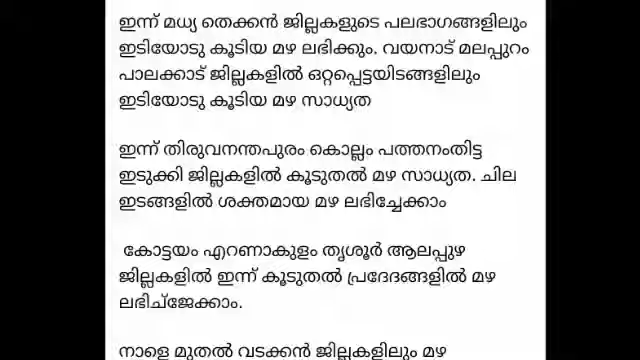 ഇന്ന് മധ്യ തെക്കൻ ജില്ലകളുടെ പലഭാഗങ്ങളിലും
ഇടിയോടു കൂടിയ മഴ ലഭിക്കും. വയനാട് മലപ്പുറം
പാലക്കാട് ജില്ലകളിൽ ഒറ്റപ്പെട്ടയിടങ്ങളിലും
ഇടിയോടു കൂടിയ മഴ സാധ്യത
ഇന്ന് തിരുവനന്തപുരം കൊല്ലം പത്തനംതിട്ട
ഇടുക്കി ജില്ലകളിൽ കൂടുതൽ മഴ സാധ്യത. ചില
ഇടങ്ങളിൽ ശക്തമായ മഴ ലഭിച്ചേക്കാം
കോട്ടയം എറണാകുളം തൃശൂർ ആലപ്പുഴ
ജില്ലകളിൽ ഇന്ന് കൂടുതൽ പ്രദേദങ്ങളിൽ മഴ
ലഭിച്ജേക്കാം.
നാളെ മുതൽ വടക്കൻ ജില്ലകളിലും മഴ